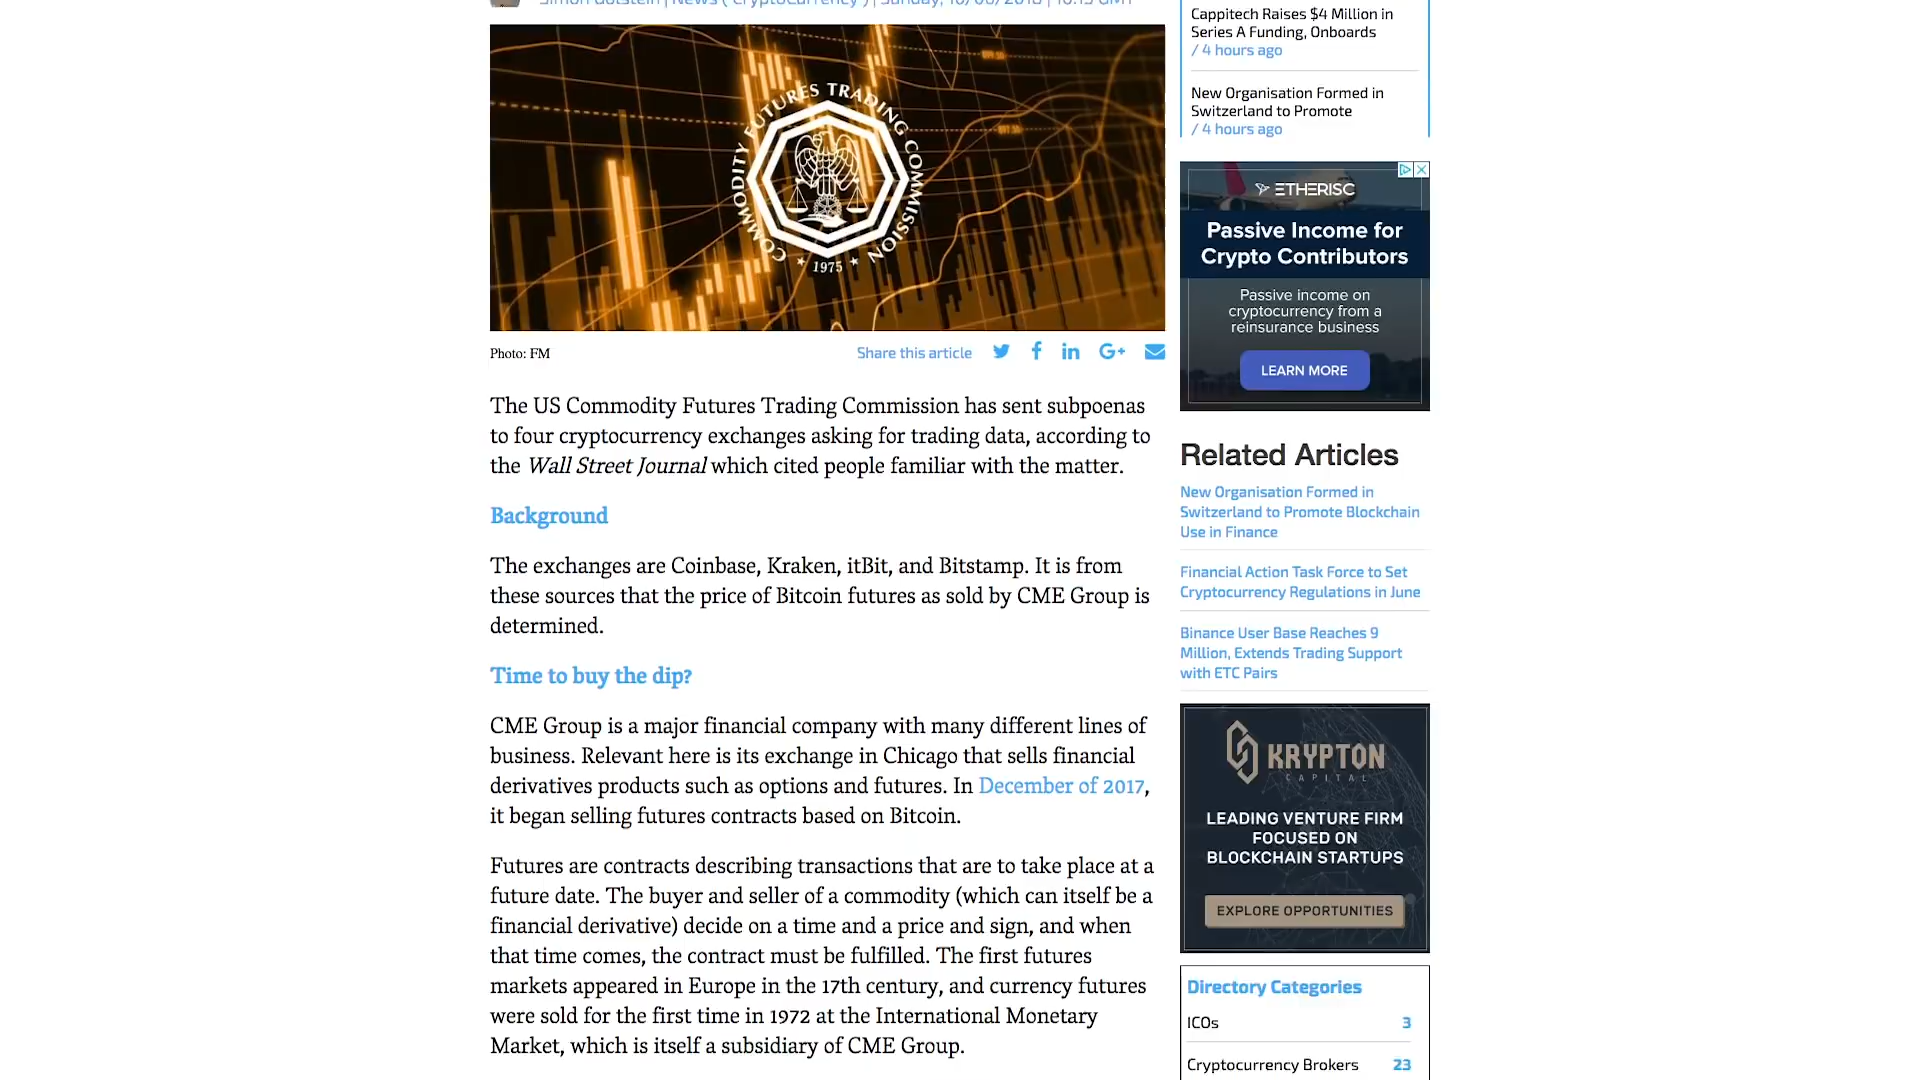 Cappitech Raises $4 Million in
Series A Funding, Onboards
/ 4 hours ago
New Organisation Formed in
Switzerland to Promote
/ 4 hours ago
COMMODITY FUTURES TRADING COMMISSION
★ 1975 ★
Photo: FM
Share this article
The US Commodity Futures Trading Commission has sent subpoenas
to four cryptocurrency exchanges asking for trading data, according to
the Wall Street Journal which cited people familiar with the matter.
Background
The exchanges are Coinbase, Kraken, itBit, and Bitstamp. It is from
these sources that the price of Bitcoin futures as sold by CME Group is
determined.
Time to buy the dip?
CME Group is a major financial company with many different lines of
business. Relevant here is its exchange in Chicago that sells financial
derivatives products such as options and futures. In December of 2017,
it began selling futures contracts based on Bitcoin.
Futures are contracts describing transactions that are to take place at a
future date. The buyer and seller of a commodity (which can itself be a
financial derivative) decide on a time and a price and sign, and when
that time comes, the contract must be fulfilled. The first futures
markets appeared in Europe in the 17th century, and currency futures
were sold for the first time in 1972 at the International Monetary
Market, which is itself a subsidiary of CME Group.
ETHERISC
Passive Income for
Crypto Contributors
Passive income on
cryptocurrency from a
reinsurance business
LEARN MORE
Related Articles
New Organisation Formed in
Switzerland to Promote Blockchain
Use in Finance
Financial Action Task Force to Set
Cryptocurrency Regulations in June
Binance User Base Reaches 9
Million, Extends Trading Support
with ETC Pairs
KRYPTON
CAPITAL
LEADING VENTURE FIRM
FOCUSED ON
BLOCKCHAIN STARTUPS
EXPLORE OPPORTUNITIES
Directory Categories
ICOs 3
Cryptocurrency Brokers 23